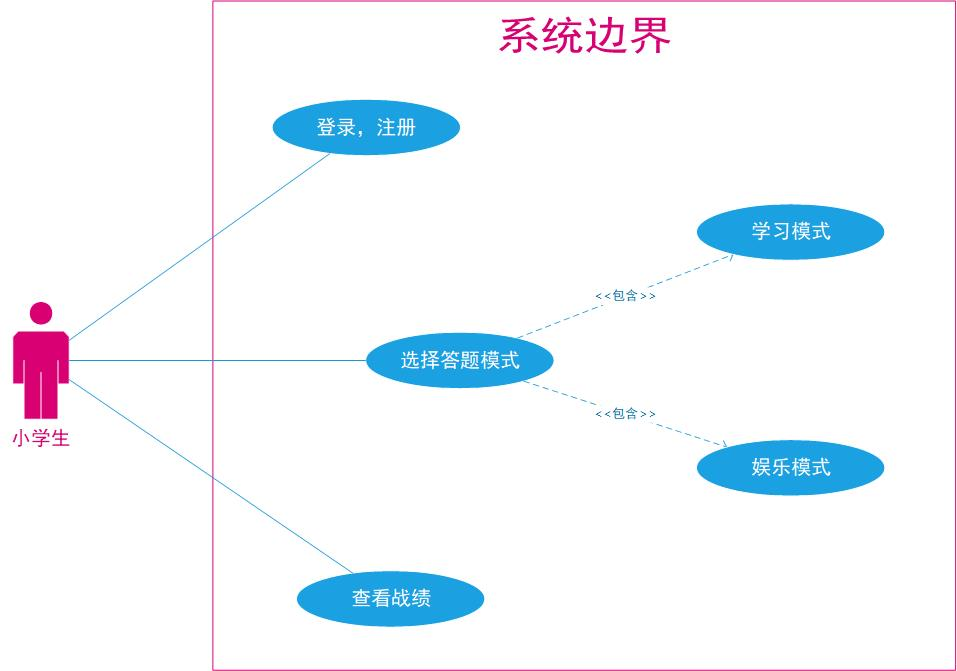 系统边界
登录，注册
学习模式
<<包含>>
选择答题模式
<<包含>>
小学生
娱乐模式
查看战绩